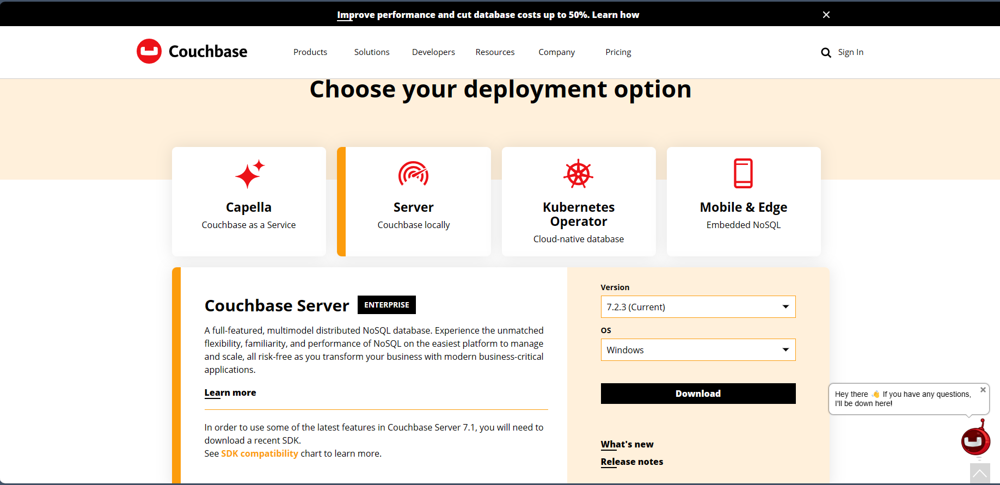 Improve performance and cut database costs up to 50%. Learn how
Couchbase
Products
Solutions
Developers
Resources
Company
Pricing
Sign In
Choose your deployment option
Capella
Couchbase as a Service
Server
Couchbase locally
Kubernetes
Operator
Cloud-native database
Mobile & Edge
Embedded NoSQL
Couchbase Server
ENTERPRISE
A full-featured, multimodel distributed NoSQL database. Experience the unmatched
flexibility, familiarity, and performance of NoSQL on the easiest platform to manage
and scale, all risk-free as you transform your business with modern business-critical
applications.
Learn more
In order to use some of the latest features in Couchbase Server 7.1, you will need to
download a recent SDK.
See SDK compatibility chart to learn more.
Version
7.2.3 (Current)
OS
Windows
Download
What's new
Release notes
Hey there 👋 If you have any questions,
I'll be down here!